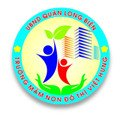 UBND QUẬN LONG BIÊN
TRƯỜNG MẦM NON ĐÔ THỊ VIỆT HƯNG